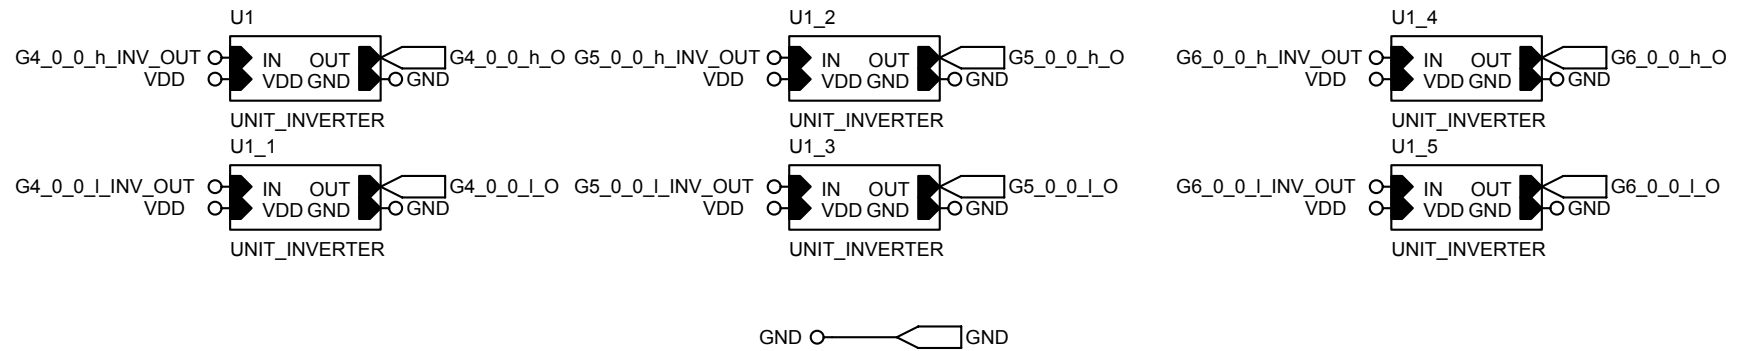 U1 U1_2 U1_4
G4_0_0_h_INV_OUT IN OUT G4_0_0_h_O G5_0_0_h_INV_OUT IN OUT G5_0_0_h_O G6_0_0_h_INV_OUT IN OUT G6_0_0_h_O
VDD VDD GND GND VDD VDD GND GND VDD VDD GND GND
UNIT_INVERTER UNIT_INVERTER UNIT_INVERTER
U1_1 U1_3 U1_5
G4_0_0_l_INV_OUT IN OUT G4_0_0_l_O G5_0_0_l_INV_OUT IN OUT G5_0_0_l_O G6_0_0_l_INV_OUT IN OUT G6_0_0_l_O
VDD VDD GND GND VDD VDD GND GND VDD VDD GND GND
UNIT_INVERTER UNIT_INVERTER UNIT_INVERTER
GND GND